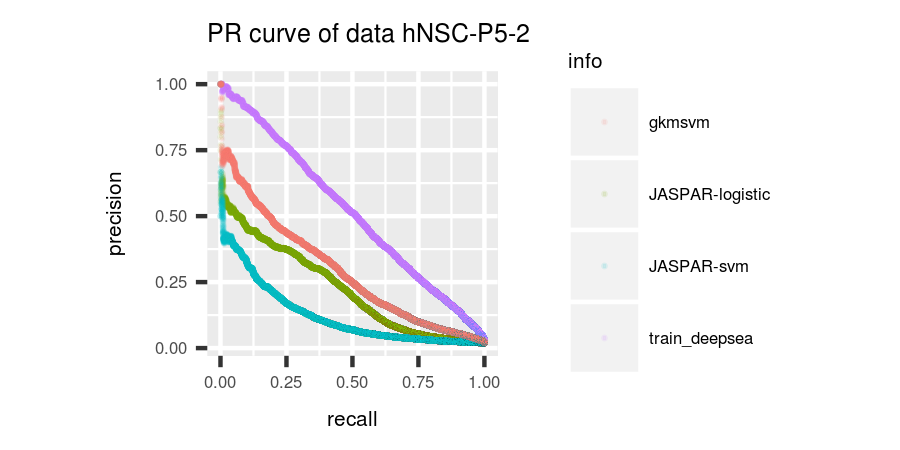 PR curve of data hNSC-P5-2
precision
1.00
0.75
0.50
0.25
0.00
0.00 0.25 0.50 0.75 1.00
recall
info
gkmsvm
JASPAR-logistic
JASPAR-svm
train_deepsea